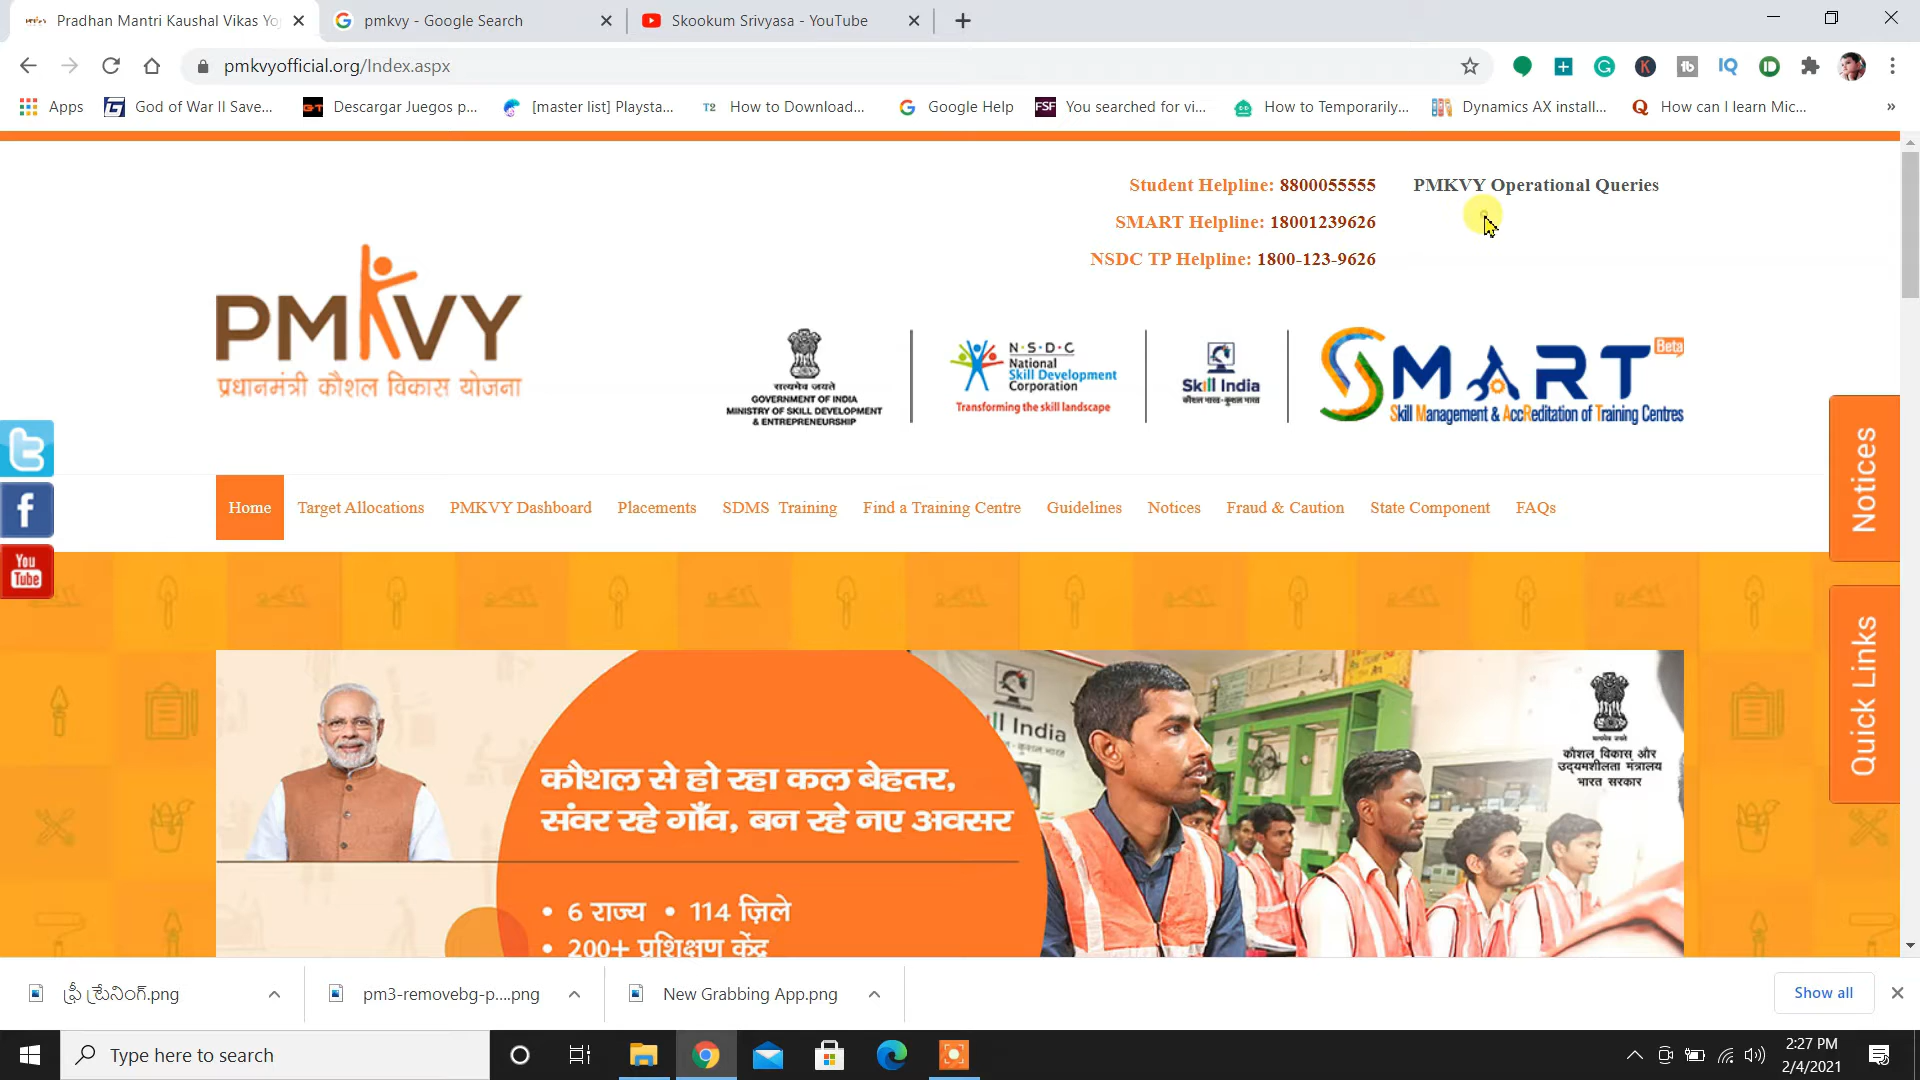 Pradhan Mantri Kaushal Vikas Yo
pmkvy - Google Search
Skookum Srivyasa - YouTube
pmkvyofficial.org/Index.aspx
Apps
God of War II Save...
Descargar Juegos p...
[master list] Playsta...
T2 How to Download...
Google Help
FSF You searched for vi...
How to Temporarily...
Dynamics AX install...
How can I learn Mic...
Student Helpline: 8800055555
PMKVY Operational Queries
SMART Helpline: 18001239626
NSDC TP Helpline: 1800-123-9626
PMKVY
प्रधानमंत्री कौशल विकास योजना
सत्यमेव जयते
GOVERNMENT OF INDIA
MINISTRY OF SKILL DEVELOPMENT
& ENTREPRENEURSHIP
N·S·D·C
National
Skill Development
Corporation
Transforming the skill landscape
Skill India
कौशल भारत-कुशल भारत
SMART Beta
Skill Management & AccReditation of Training Centres
Home
Target Allocations
PMKVY Dashboard
Placements
SDMS Training
Find a Training Centre
Guidelines
Notices
Fraud & Caution
State Component
FAQs
You
Tube
Notices
Quick Links
कौशल से हो रहा कल बेहतर,
संवर रहे गाँव, बन रहे नए अवसर
• 6 राज्य • 114 ज़िले
• 200+ प्रशिक्षण केंद्र
ll India
कौशल विकास और
उद्यमशीलता मंत्रालय
भारत सरकार
ఫ్రీ ట్రైనింగ్.png
pm3-removebg-p....png
New Grabbing App.png
Show all
Type here to search
2:27 PM
2/4/2021